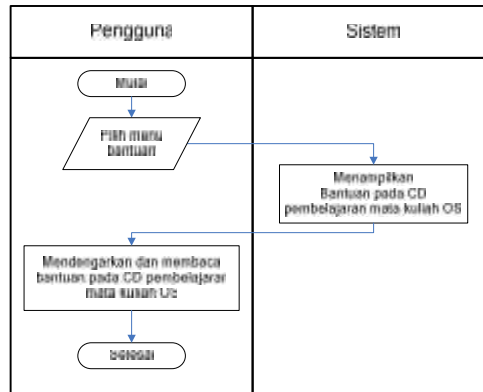 Pengguna
Sistem
Mulai
Pilih menu
bantuan
Menampilkan
Bantuan pada CD
pembelajaran mata kuliah OS
Mendengarkan dan membaca
bantuan pada CD pembelajaran
mata kuliah OS
Selesai